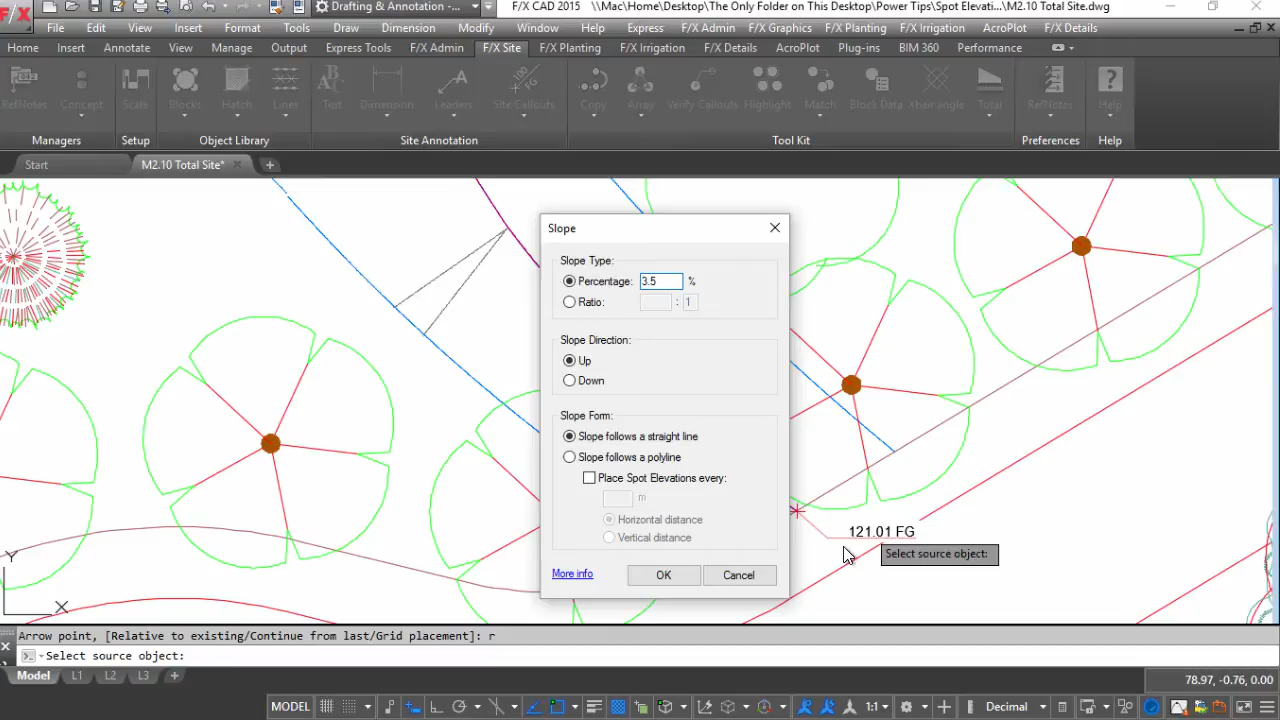 F/X Drafting & Annotation - F/X CAD 2015 \\Mac\Home\Desktop\The Only Folder on This Desktop\Power Tips\Spot Elevati...\M2.10 Total Site.dwg
File Edit View Insert Format Tools Draw Dimension Modify Window Help Express F/X Admin F/X Graphics F/X Planting F/X Irrigation AcroPlot F/X Details
Home Insert Annotate View Manage Output Express Tools F/X Admin F/X Site F/X Planting F/X Irrigation F/X Details AcroPlot Plug-ins BIM 360 Performance
RefNotes Concept Scale Blocks Hatch Lines Text Dimension Leaders Site Callouts Copy Array Verify Callouts Highlight Match Block Data Xhair angle Total RefNotes Help
Managers Setup Object Library Site Annotation Tool Kit Preferences Help
Start M2.10 Total Site*
Slope
Slope Type:
Percentage: 3.5 %
Ratio: : 1
Slope Direction:
Up
Down
Slope Form:
Slope follows a straight line
Slope follows a polyline
Place Spot Elevations every:
m
Horizontal distance
Vertical distance
More info OK Cancel
121.01 FG
Select source object:
Y
X
Arrow point, [Relative to existing/Continue from last/Grid placement]: r
Select source object:
Model L1 L2 L3 +
78.97, -0.76, 0.00
MODEL 1:1 Decimal